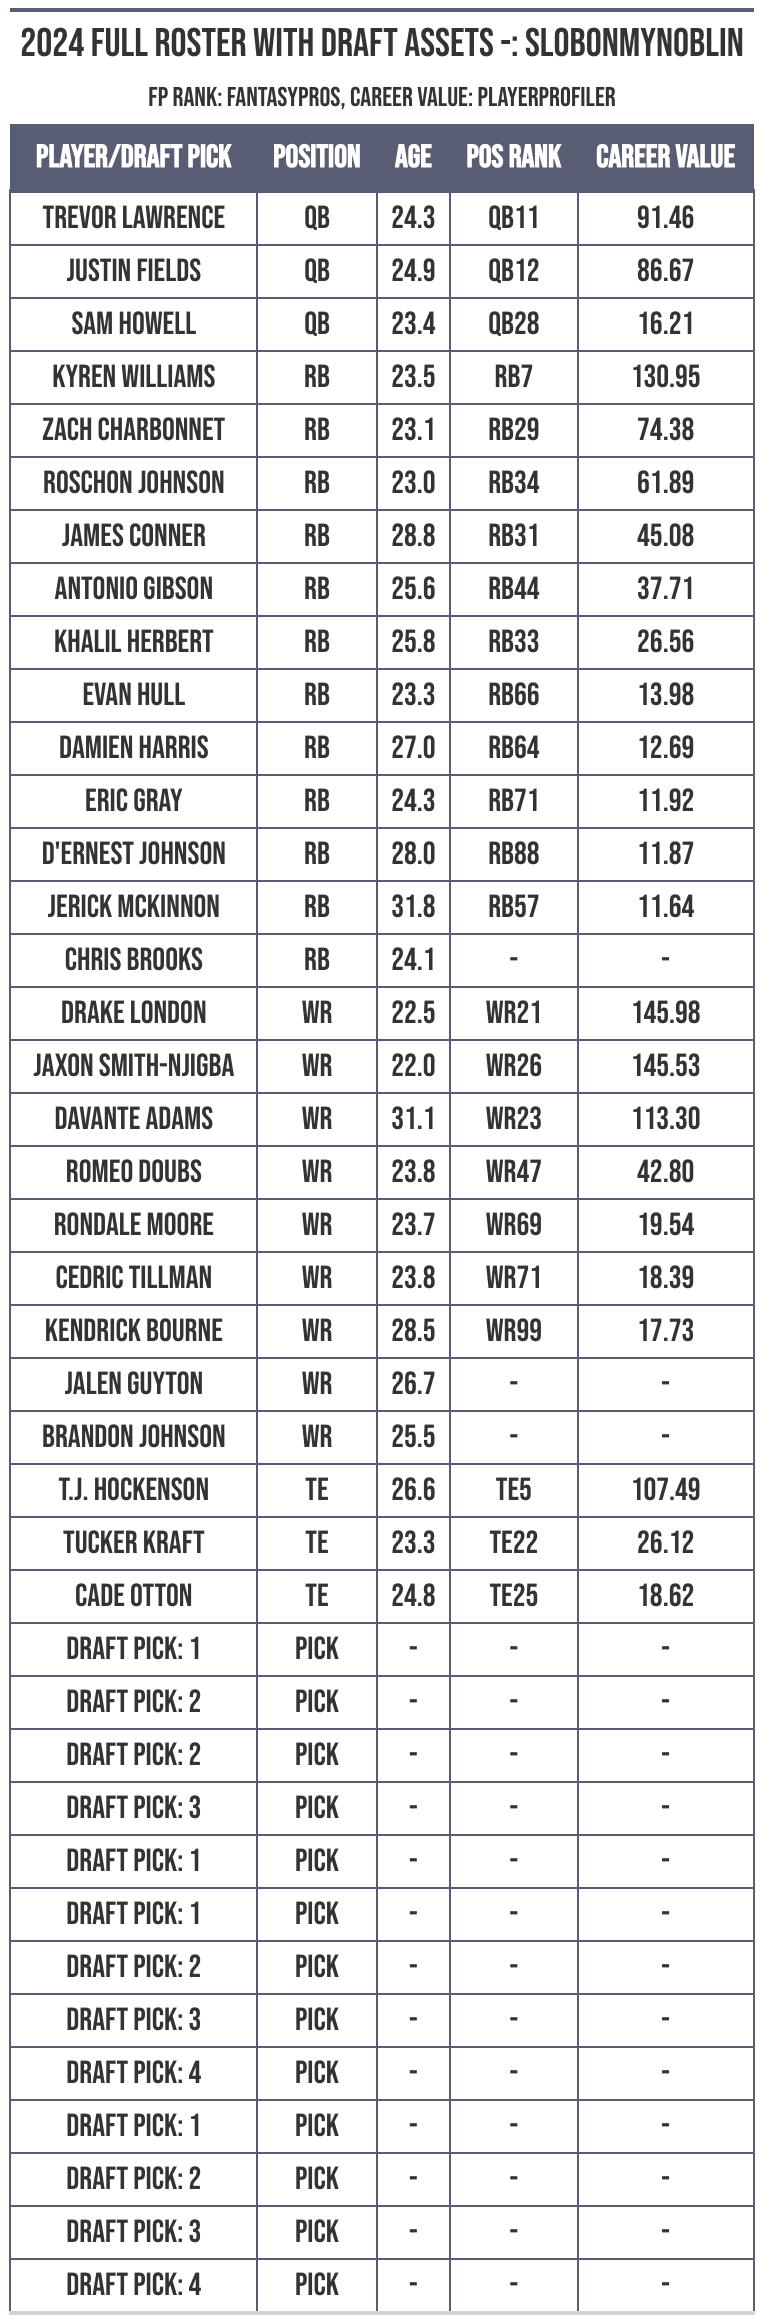 2024 FULL ROSTER WITH DRAFT ASSETS -: SLOBONMYNOBLIN
FP RANK: FANTASYPROS, CAREER VALUE: PLAYERPROFILER
PLAYER/DRAFT PICK POSITION AGE POS RANK CAREER VALUE
TREVOR LAWRENCE QB 24.3 QB11 91.46
JUSTIN FIELDS QB 24.9 QB12 86.67
SAM HOWELL QB 23.4 QB28 16.21
KYREN WILLIAMS RB 23.5 RB7 130.95
ZACH CHARBONNET RB 23.1 RB29 74.38
ROSCHON JOHNSON RB 23.0 RB34 61.89
JAMES CONNER RB 28.8 RB31 45.08
ANTONIO GIBSON RB 25.6 RB44 37.71
KHALIL HERBERT RB 25.8 RB33 26.56
EVAN HULL RB 23.3 RB66 13.98
DAMIEN HARRIS RB 27.0 RB64 12.69
ERIC GRAY RB 24.3 RB71 11.92
D'ERNEST JOHNSON RB 28.0 RB88 11.87
JERICK MCKINNON RB 31.8 RB57 11.64
CHRIS BROOKS RB 24.1 - -
DRAKE LONDON WR 22.5 WR21 145.98
JAXON SMITH-NJIGBA WR 22.0 WR26 145.53
DAVANTE ADAMS WR 31.1 WR23 113.30
ROMEO DOUBS WR 23.8 WR47 42.80
RONDALE MOORE WR 23.7 WR69 19.54
CEDRIC TILLMAN WR 23.8 WR71 18.39
KENDRICK BOURNE WR 28.5 WR99 17.73
JALEN GUYTON WR 26.7 - -
BRANDON JOHNSON WR 25.5 - -
T.J. HOCKENSON TE 26.6 TE5 107.49
TUCKER KRAFT TE 23.3 TE22 26.12
CADE OTTON TE 24.8 TE25 18.62
DRAFT PICK: 1 PICK - - -
DRAFT PICK: 2 PICK - - -
DRAFT PICK: 2 PICK - - -
DRAFT PICK: 3 PICK - - -
DRAFT PICK: 1 PICK - - -
DRAFT PICK: 1 PICK - - -
DRAFT PICK: 2 PICK - - -
DRAFT PICK: 3 PICK - - -
DRAFT PICK: 4 PICK - - -
DRAFT PICK: 1 PICK - - -
DRAFT PICK: 2 PICK - - -
DRAFT PICK: 3 PICK - - -
DRAFT PICK: 4 PICK - - -